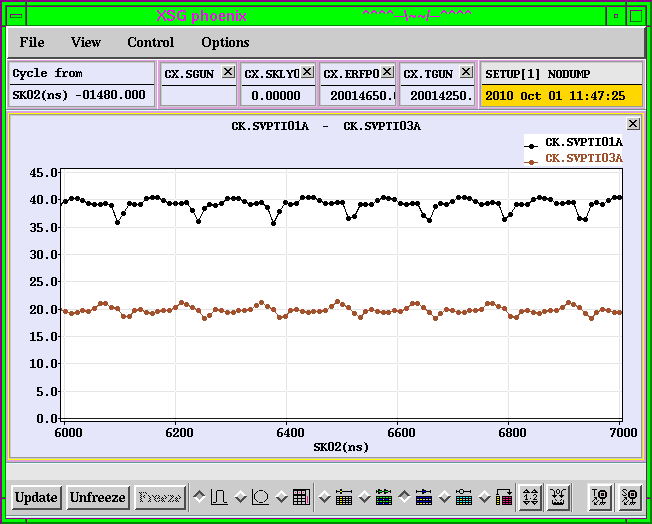 XSG phoenix ^^^^─\~~/─^^^^
File View Control Options
Cycle from
SK02(ns) -01480.000
CX.SGUN
CX.SKLYO
0.00000
CX.ERFPO
20014650.
CX.TGUN
20014250.
SETUP[1] NODUMP
2010 Oct 01 11:47:25
CK.SVPTI01A - CK.SVPTI03A
CK.SVPTI01A
CK.SVPTI03A
45.0
40.0
35.0
30.0
25.0
20.0
15.0
10.0
5.0
0.0
6000 6200 6400 6600 6800 7000
SK02(ns)
Update Unfreeze Freeze